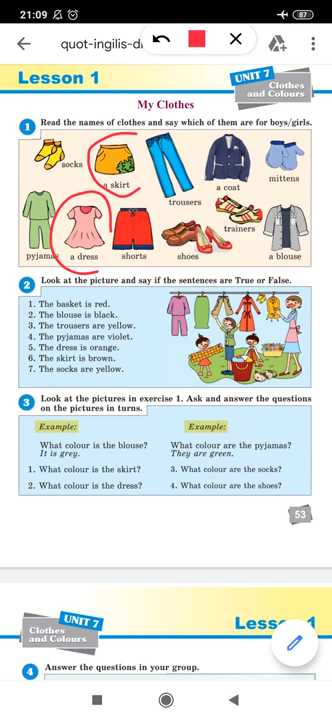 21:09
87
quot-ingilis-di
Lesson 1
UNIT 7
Clothes
and Colours
My Clothes
1 Read the names of clothes and say which of them are for boys/girls.
socks
a skirt
trousers
a coat
mittens
pyjamas
a dress
shorts
shoes
trainers
a blouse
2 Look at the picture and say if the sentences are True or False.
1. The basket is red.
2. The blouse is black.
3. The trousers are yellow.
4. The pyjamas are violet.
5. The dress is orange.
6. The skirt is brown.
7. The socks are yellow.
3 Look at the pictures in exercise 1. Ask and answer the questions
on the pictures in turns.
Example:
What colour is the blouse?
It is grey.
1. What colour is the skirt?
2. What colour is the dress?
Example:
What colour are the pyjamas?
They are green.
3. What colour are the socks?
4. What colour are the shoes?
53
UNIT 7
Clothes
and Colours
Lesson 1
4 Answer the questions in your group.